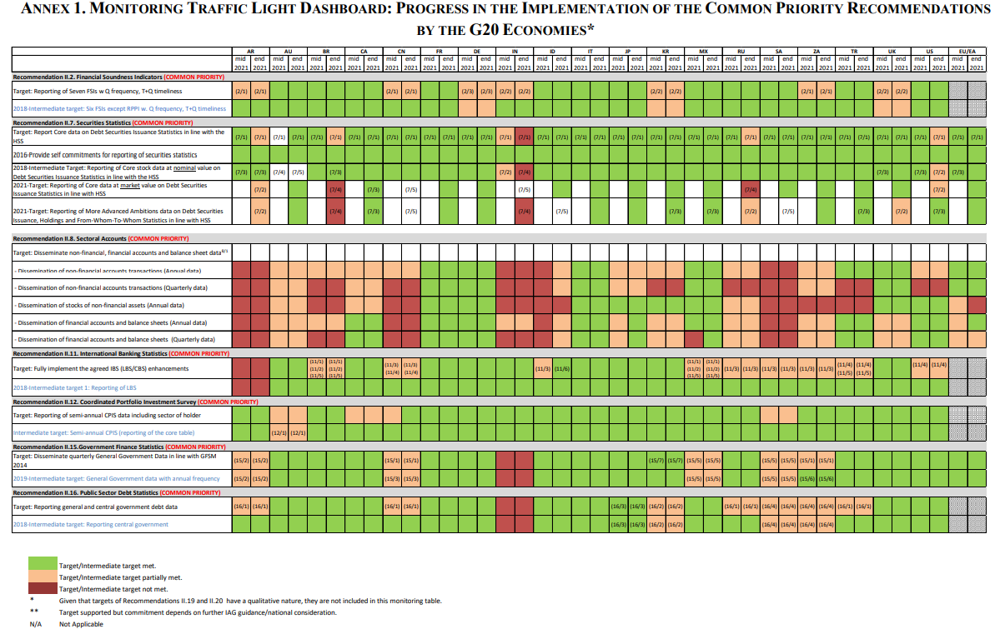 ANNEX 1. MONITORING TRAFFIC LIGHT DASHBOARD: PROGRESS IN THE IMPLEMENTATION OF THE COMMON PRIORITY RECOMMENDATIONS
BY THE G20 ECONOMIES*
AR AU BR CA CN FR DE IN ID IT JP KR MX RU SA ZA TR UK US EU/EA
mid end mid end mid end mid end mid end mid end mid end mid end mid end mid end mid end mid end mid end mid end mid end mid end mid end mid end mid end mid end
2021 2021 2021 2021 2021 2021 2021 2021 2021 2021 2021 2021 2021 2021 2021 2021 2021 2021 2021 2021 2021 2021 2021 2021 2021 2021 2021 2021 2021 2021 2021 2021 2021 2021 2021 2021 2021 2021 2021 2021
Recommendation II.2. Financial Soundness Indicators (COMMON PRIORITY)
Target: Reporting of Seven FSIs w Q frequency, T+Q timeliness (2/1) (2/1) (2/1) (2/1) (2/3) (2/3) (2/2) (2/2) (2/2) (2/2) (2/1) (2/1) (2/2) (2/2)
2018-Intermediate target: Six FSIs except RPPI w. Q frequency, T+Q timeliness
Recommendation II.7. Securities Statistics (COMMON PRIORITY)
Target: Report Core data on Debt Securities Issuance Statistics in line with the
HSS (7/1) (7/1) (7/1) (7/1) (7/1) (7/1) (7/1) (7/1) (7/1) (7/1) (7/1) (7/1) (7/1) (7/1) (7/1) (7/1) (7/1) (7/1) (7/1) (7/1) (7/1) (7/1) (7/1) (7/1) (7/1) (7/1) (7/1) (7/1) (7/1) (7/1) (7/1) (7/1) (7/1) (7/1) (7/1) (7/1) (7/1) (7/1) (7/1) (7/1)
2016-Provide self commitments for reporting of securities statistics
2018-Intermediate Target: Reporting of Core stock data at nominal value on
Debt Securities Issuance Statistics in line with the HSS (7/3) (7/3) (7/4) (7/5) (7/3) (7/2) (7/4) (7/3) (7/3) (7/2) (7/3)
2021-Target: Reporting of Core data at market value on Debt Securities
Issuance Statistics in line with HSS (7/2) (7/4) (7/3) (7/5) (7/5) (7/4) (7/2)
2021-Target: Reporting of More Advanced Ambitions data on Debt Securities
Issuance, Holdings and From-Whom-To-Whom Statistics in line with HSS (7/2) (7/4) (7/3) (7/5) (7/4) (7/5) (7/3) (7/3) (7/2) (7/5) (7/3) (7/2) (7/3)
Recommendation II.8. Sectoral Accounts (COMMON PRIORITY)
Target: Disseminate non-financial, financial accounts and balance sheet data8/1
- Dissemination of non-financial accounts transactions (Annual data)
- Dissemination of non-financial accounts transactions (Quarterly data)
- Dissemination of stocks of non-financial assets (Annual data)
- Dissemination of financial accounts and balance sheets (Annual data)
- Dissemination of financial accounts and balance sheets (Quarterly data)
Recommendation II.11. International Banking Statistics (COMMON PRIORITY)
Target: Fully implement the agreed IBS (LBS/CBS) enhancements (11/1) (11/2) (11/5) (11/1) (11/2) (11/5) (11/3) (11/4) (11/3) (11/4) (11/3) (11/6) (11/1) (11/2) (11/5) (11/1) (11/2) (11/5) (11/3) (11/3) (11/3) (11/3) (11/3) (11/3) (11/4) (11/5) (11/4) (11/5) (11/4) (11/4)
2018-Intermediate target 1: Reporting of LBS
Recommendation II.12. Coordinated Portfolio Investment Survey (COMMON PRIORITY)
Target: Reporting of semi-annual CPIS data including sector of holder
Intermediate target: Semi-annual CPIS (reporting of the core table) (12/1) (12/1)
Recommendation II.15.Government Finance Statistics (COMMON PRIORITY)
Target: Disseminate quarterly General Government Data in line with GFSM
2014 (15/2) (15/2) (15/1) (15/1) (15/7) (15/7) (15/5) (15/5) (15/5) (15/5) (15/1) (15/1)
2019-Intermediate target: General Government data with annual frequency (15/2) (15/2) (15/3) (15/3) (15/5) (15/5) (15/5) (15/5) (15/6) (15/6)
Recommendation II.16. Public Sector Debt Statistics (COMMON PRIORITY)
Target: Reporting general and central government debt data (16/1) (16/1) (16/1) (16/1) (16/3) (16/3) (16/2) (16/2) (16/1) (16/1) (16/4) (16/4) (16/4) (16/4) (16/1) (16/1)
2018-Intermediate target: Reporting central government (16/3) (16/3) (16/2) (16/2) (16/4) (16/4) (16/4) (16/4)
Target/Intermediate target met.
Target/Intermediate target partially met.
Target/Intermediate target not met.
* Given that targets of Recommendations II.19 and II.20 have a qualitative nature, they are not included in this monitoring table.
** Target supported but commitment depends on further IAG guidance/national consideration.
N/A Not Applicable